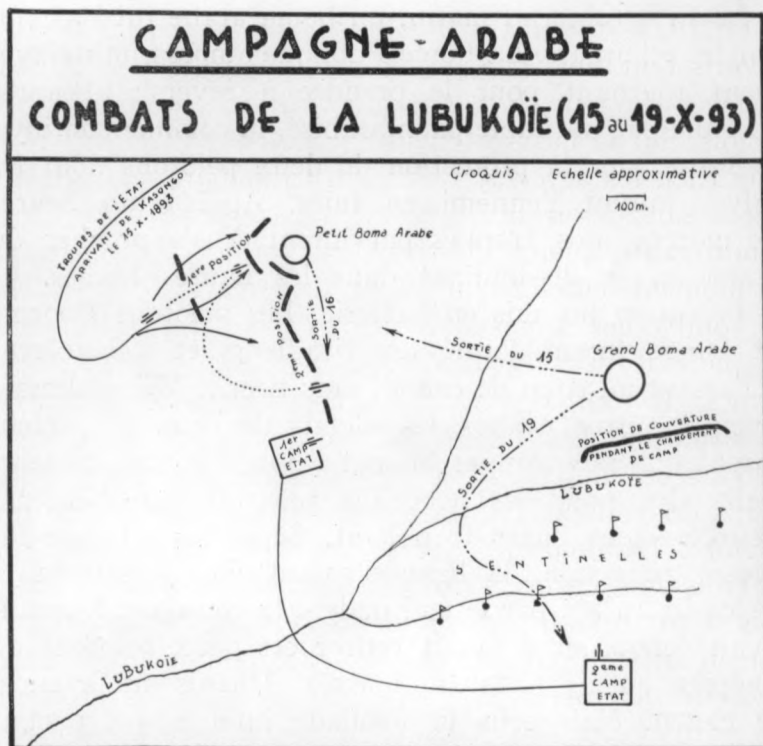 CAMPAGNE ARABE
COMBATS DE LA LUBUKOÏE (15 au 19-X-93)
Croquis Echelle approximative
100m
TROUPES DE L'ETAT
ARRIVANT DE KASONGO
LE 15.X.1893
1ère POSITION
Petit Boma Arabe
2me POSITION
SORTIE
DU 16
SORTIE DU 15
Grand Boma Arabe
1er
CAMP
ETAT
SORTIE DU 19
POSITION DE COUVERTURE
PENDANT LE CHANGEMENT
DE CAMP
LUBUKOÏE
SENTINELLES
LUBUKOÏE
2ème
CAMP
ETAT